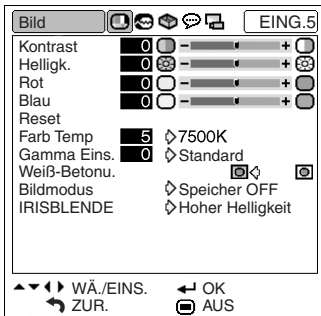 Bild EING.5
Kontrast 0 - +
Helligk. 0 - +
Rot 0 - +
Blau 0 - +
Reset
Farb Temp 5 7500K
Gamma Eins. 0 Standard
Weiß-Betonu.
Bildmodus Speicher OFF
IRISBLENDE Hoher Helligkeit
WÄ./EINS. OK
ZUR. AUS